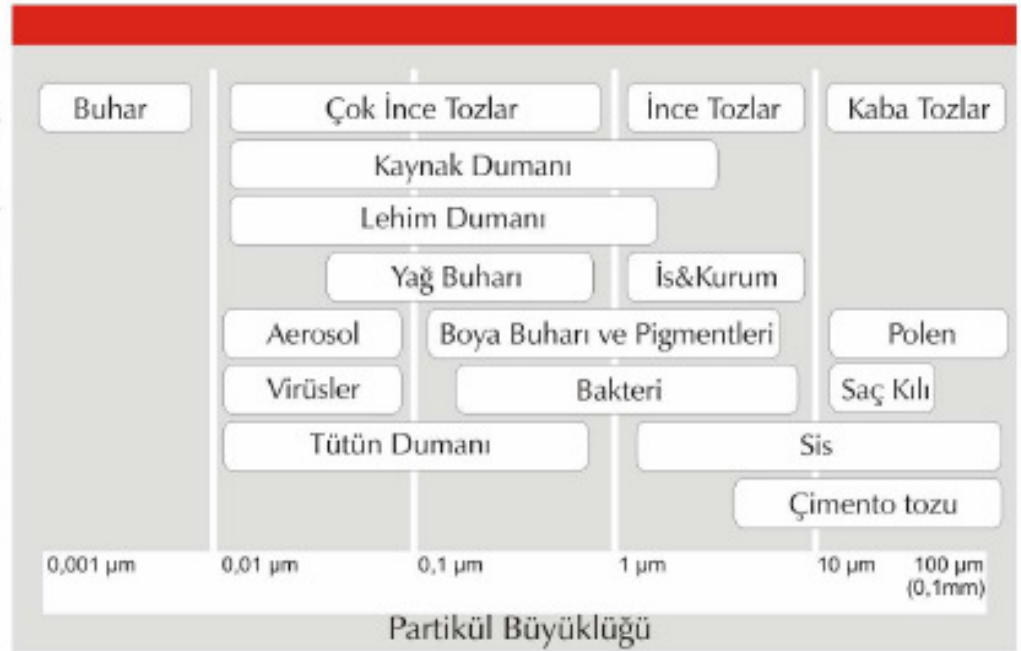 Buhar Çok İnce Tozlar İnce Tozlar Kaba Tozlar
Kaynak Dumanı
Lehim Dumanı
Yağ Buharı İs&Kurum
Aerosol Boya Buharı ve Pigmentleri Polen
Virüsler Bakteri Saç Kılı
Tütün Dumanı Sis
Çimento tozu
0,001 µm 0,01 µm 0,1 µm 1 µm 10 µm 100 µm
(0,1mm)
Partikül Büyüklüğü